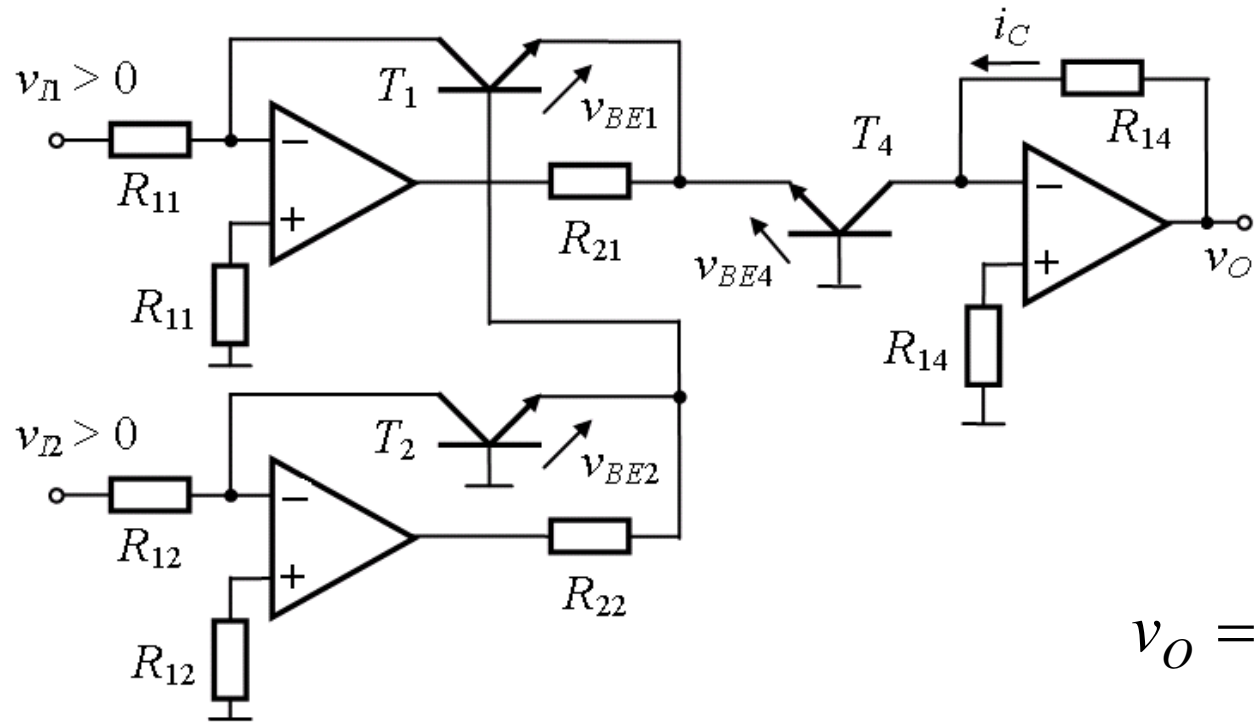 v_I1 > 0
R_11
R_11
−
+
T_1
v_BE1
R_21
T_4
v_BE4
i_C
R_14
−
+
R_14
v_O
v_I2 > 0
R_12
R_12
−
+
T_2
v_BE2
R_22
v_O =